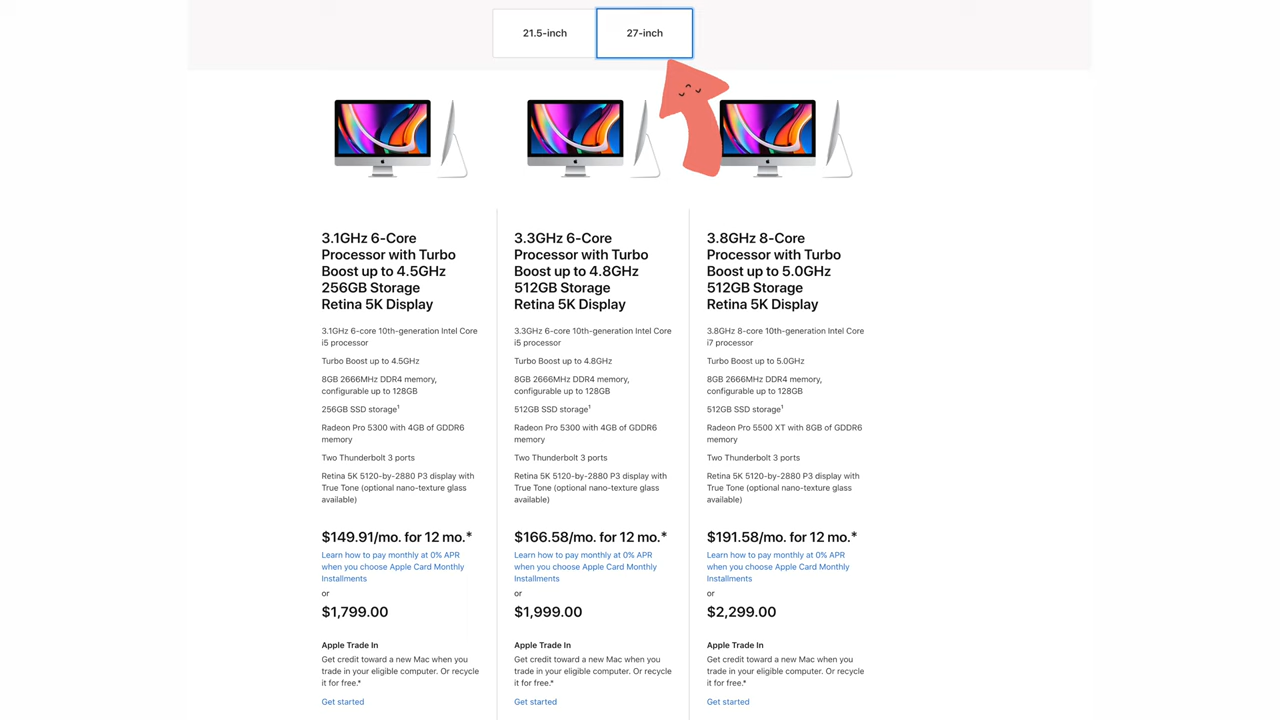 21.5-inch
27-inch
3.1GHz 6-Core
Processor with Turbo
Boost up to 4.5GHz
256GB Storage
Retina 5K Display
3.1GHz 6-core 10th-generation Intel Core
i5 processor
Turbo Boost up to 4.5GHz
8GB 2666MHz DDR4 memory,
configurable up to 128GB
256GB SSD storage¹
Radeon Pro 5300 with 4GB of GDDR6
memory
Two Thunderbolt 3 ports
Retina 5K 5120-by-2880 P3 display with
True Tone (optional nano-texture glass
available)
$149.91/mo. for 12 mo.*
Learn how to pay monthly at 0% APR
when you choose Apple Card Monthly
Installments
or
$1,799.00
Apple Trade In
Get credit toward a new Mac when you
trade in your eligible computer. Or recycle
it for free.*
Get started
3.3GHz 6-Core
Processor with Turbo
Boost up to 4.8GHz
512GB Storage
Retina 5K Display
3.3GHz 6-core 10th-generation Intel Core
i5 processor
Turbo Boost up to 4.8GHz
8GB 2666MHz DDR4 memory,
configurable up to 128GB
512GB SSD storage¹
Radeon Pro 5300 with 4GB of GDDR6
memory
Two Thunderbolt 3 ports
Retina 5K 5120-by-2880 P3 display with
True Tone (optional nano-texture glass
available)
$166.58/mo. for 12 mo.*
Learn how to pay monthly at 0% APR
when you choose Apple Card Monthly
Installments
or
$1,999.00
Apple Trade In
Get credit toward a new Mac when you
trade in your eligible computer. Or recycle
it for free.*
Get started
3.8GHz 8-Core
Processor with Turbo
Boost up to 5.0GHz
512GB Storage
Retina 5K Display
3.8GHz 8-core 10th-generation Intel Core
i7 processor
Turbo Boost up to 5.0GHz
8GB 2666MHz DDR4 memory,
configurable up to 128GB
512GB SSD storage¹
Radeon Pro 5500 XT with 8GB of GDDR6
memory
Two Thunderbolt 3 ports
Retina 5K 5120-by-2880 P3 display with
True Tone (optional nano-texture glass
available)
$191.58/mo. for 12 mo.*
Learn how to pay monthly at 0% APR
when you choose Apple Card Monthly
Installments
or
$2,299.00
Apple Trade In
Get credit toward a new Mac when you
trade in your eligible computer. Or recycle
it for free.*
Get started